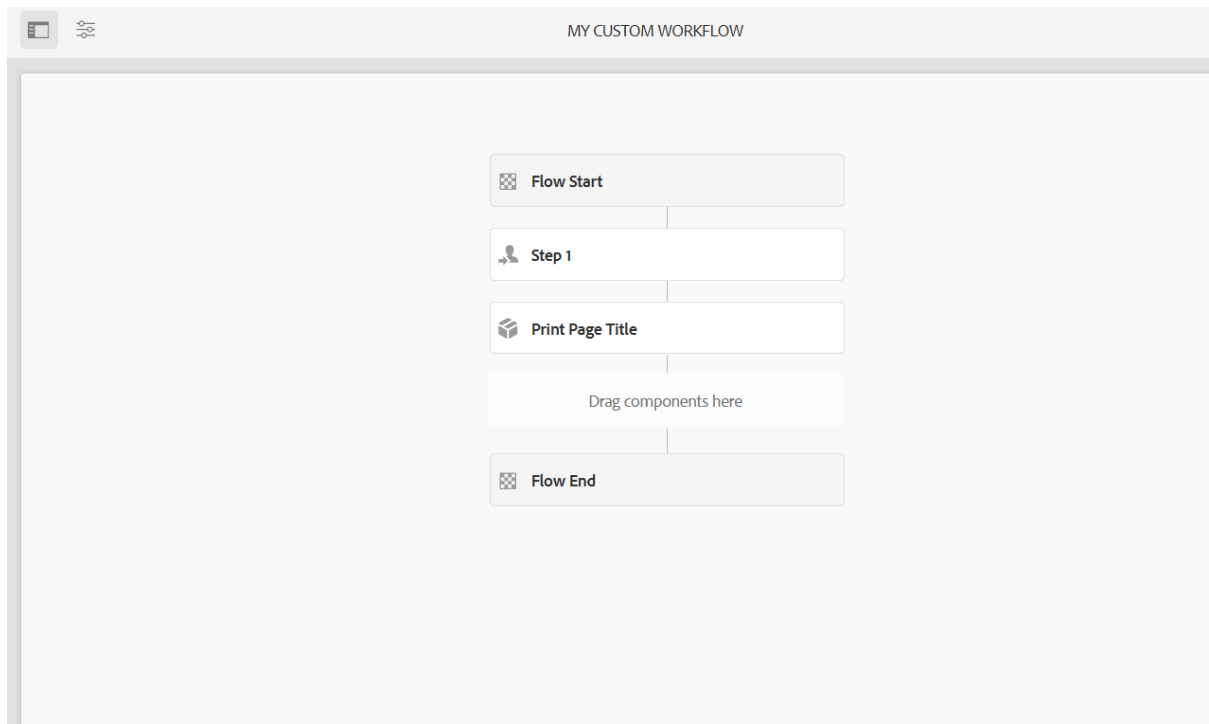 MY CUSTOM WORKFLOW
Flow Start
Step 1
Print Page Title
Drag components here
Flow End